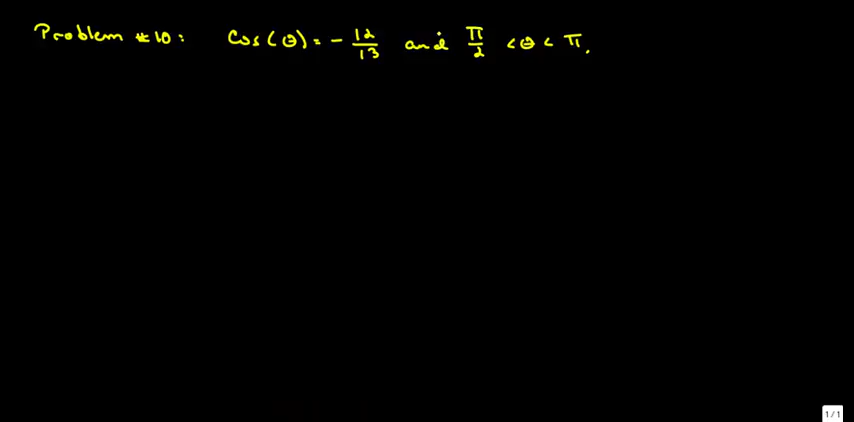 Problem #10: Cos(θ) = - 12/13 and π/2 < θ < π.
1 / 1